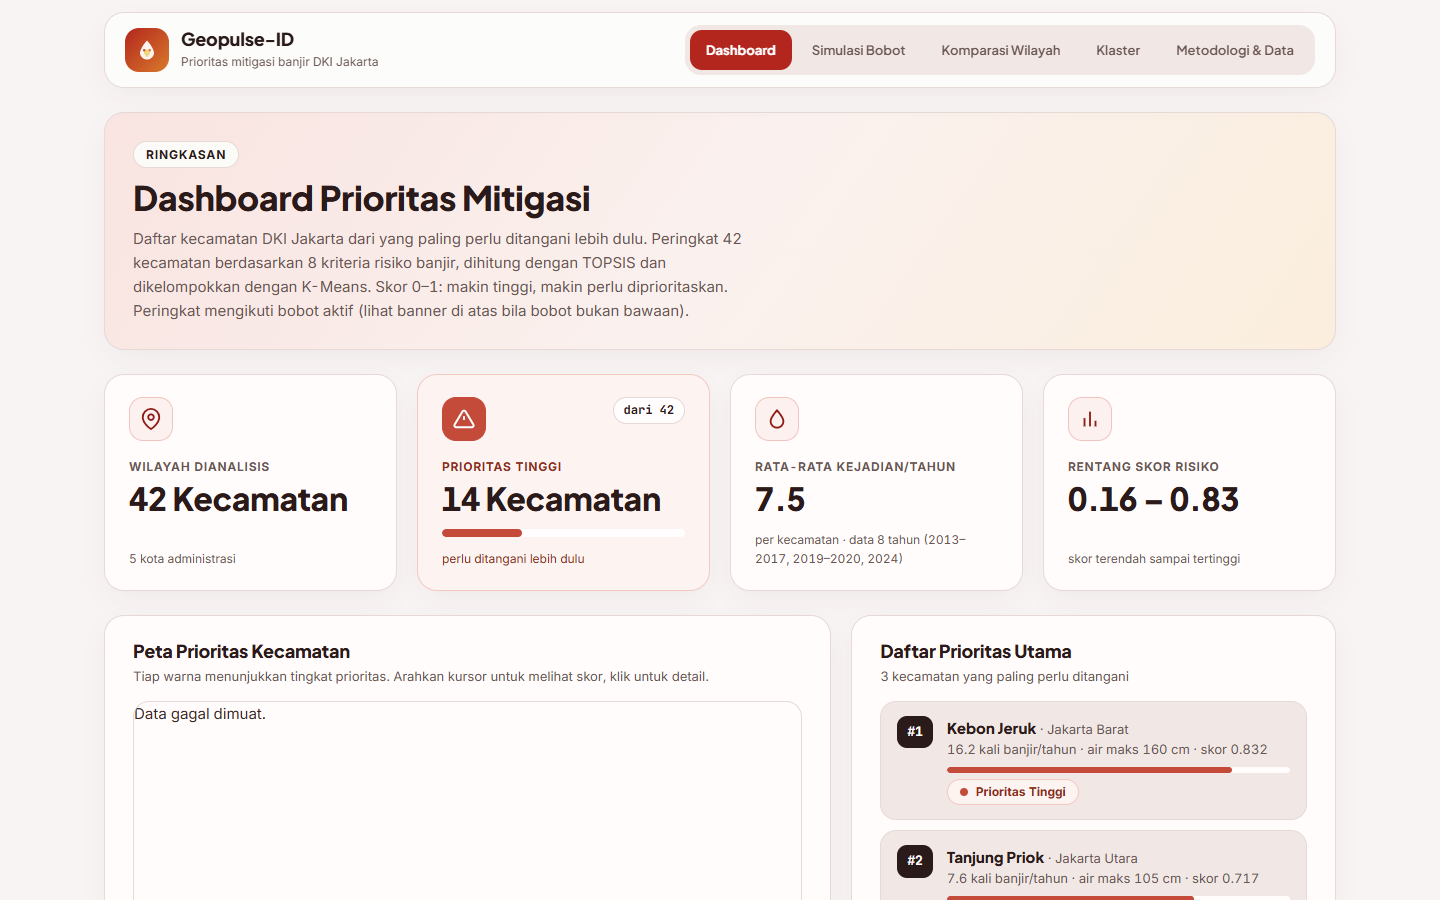 Geopulse-ID
Prioritas mitigasi banjir DKI Jakarta
Dashboard
Simulasi Bobot
Komparasi Wilayah
Klaster
Metodologi & Data
RINGKASAN
Dashboard Prioritas Mitigasi
Daftar kecamatan DKI Jakarta dari yang paling perlu ditangani lebih dulu. Peringkat 42
kecamatan berdasarkan 8 kriteria risiko banjir, dihitung dengan TOPSIS dan
dikelompokkan dengan K-Means. Skor 0–1: makin tinggi, makin perlu diprioritaskan.
Peringkat mengikuti bobot aktif (lihat banner di atas bila bobot bukan bawaan).
WILAYAH DIANALISIS
42 Kecamatan
5 kota administrasi
dari 42
PRIORITAS TINGGI
14 Kecamatan
perlu ditangani lebih dulu
RATA-RATA KEJADIAN/TAHUN
7.5
per kecamatan · data 8 tahun (2013–
2017, 2019–2020, 2024)
RENTANG SKOR RISIKO
0.16 – 0.83
skor terendah sampai tertinggi
Peta Prioritas Kecamatan
Tiap warna menunjukkan tingkat prioritas. Arahkan kursor untuk melihat skor, klik untuk detail.
Data gagal dimuat.
Daftar Prioritas Utama
3 kecamatan yang paling perlu ditangani
#1
Kebon Jeruk · Jakarta Barat
16.2 kali banjir/tahun · air maks 160 cm · skor 0.832
Prioritas Tinggi
#2
Tanjung Priok · Jakarta Utara
7.6 kali banjir/tahun · air maks 105 cm · skor 0.717